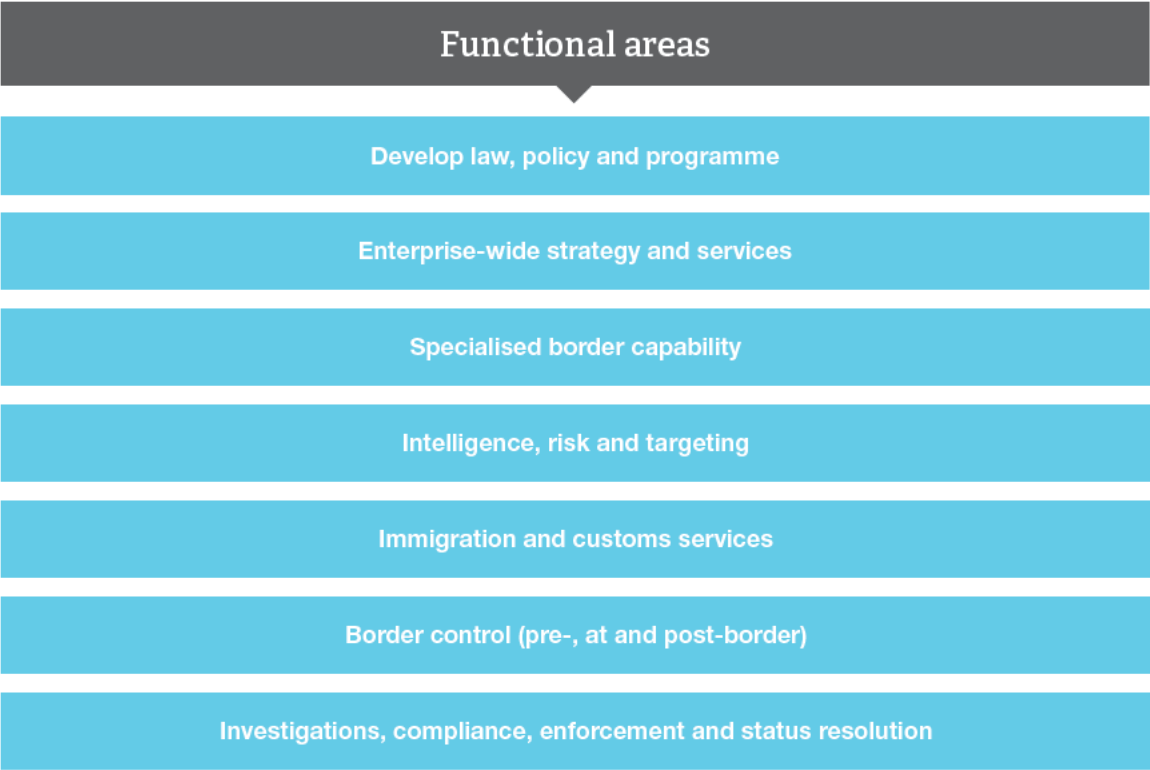 Functional areas
Develop law, policy and programme
Enterprise-wide strategy and services
Specialised border capability
Intelligence, risk and targeting
Immigration and customs services
Border control (pre-, at and post-border)
Investigations, compliance, enforcement and status resolution